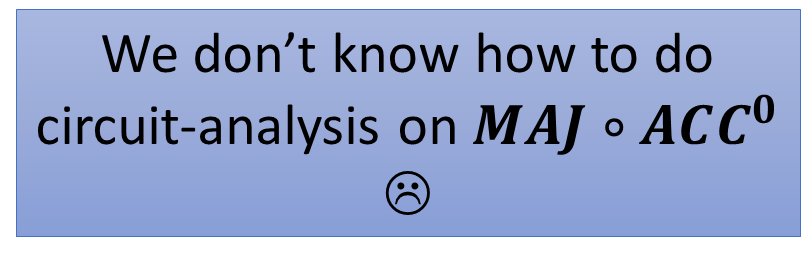 We don’t know how to do
circuit-analysis on 𝑴𝑨𝑱 ∘ 𝑨𝑪𝑪⁰
☹